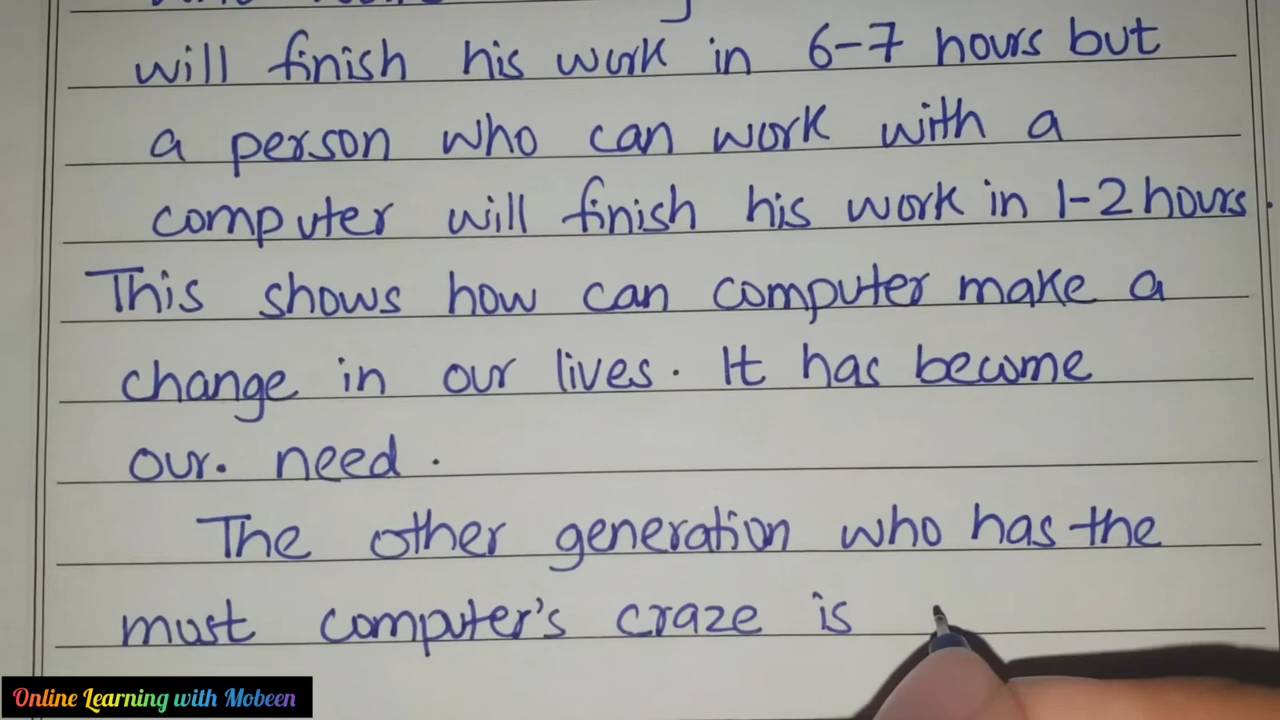 will finish his work in 6-7 hours but
a person who can work with a
computer will finish his work in 1-2 hours.
This shows how can computer make a
change in our lives. It has become
our. need.
The other generation who has the
most computer's craze is
Online Learning with Mobeen